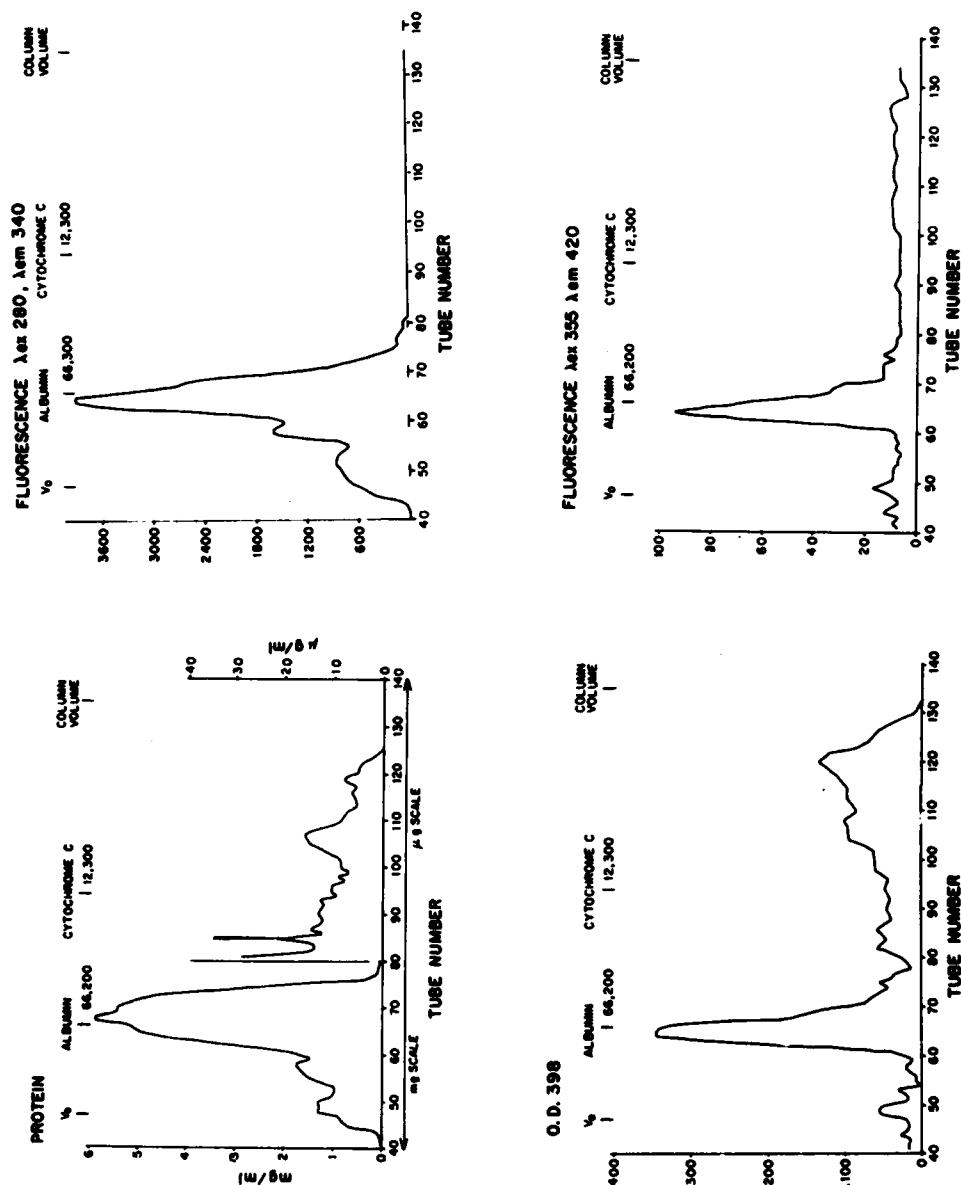 PROTEIN
V₀
ALBUMIN
66,200
CYTOCHROME C
12,300
COLUMN
VOLUME
mg/ml
6
5
3
2
0
μg/ml
40
30
20
10
0
40 50 60 70 80 90 100 110 120 130 140
mg SCALE
μg SCALE
TUBE NUMBER
FLUORESCENCE λex 280, λem 340
V₀
ALBUMIN
66,300
CYTOCHROME C
12,300
COLUMN
VOLUME
3600
3000
2400
1800
1200
600
40 50 60 70 80 90 100 110 120 130 140
TUBE NUMBER
O.D. 398
V₀
ALBUMIN
66,200
CYTOCHROME C
12,300
COLUMN
VOLUME
.400
.300
.200
.100
0
40 50 60 70 80 90 100 110 120 130 140
TUBE NUMBER
FLUORESCENCE λex 355 λem 420
V₀
ALBUMIN
66,200
CYTOCHROME C
12,300
COLUMN
VOLUME
100
80
60
40
20
0
40 50 60 70 80 90 100 110 120 130 140
TUBE NUMBER